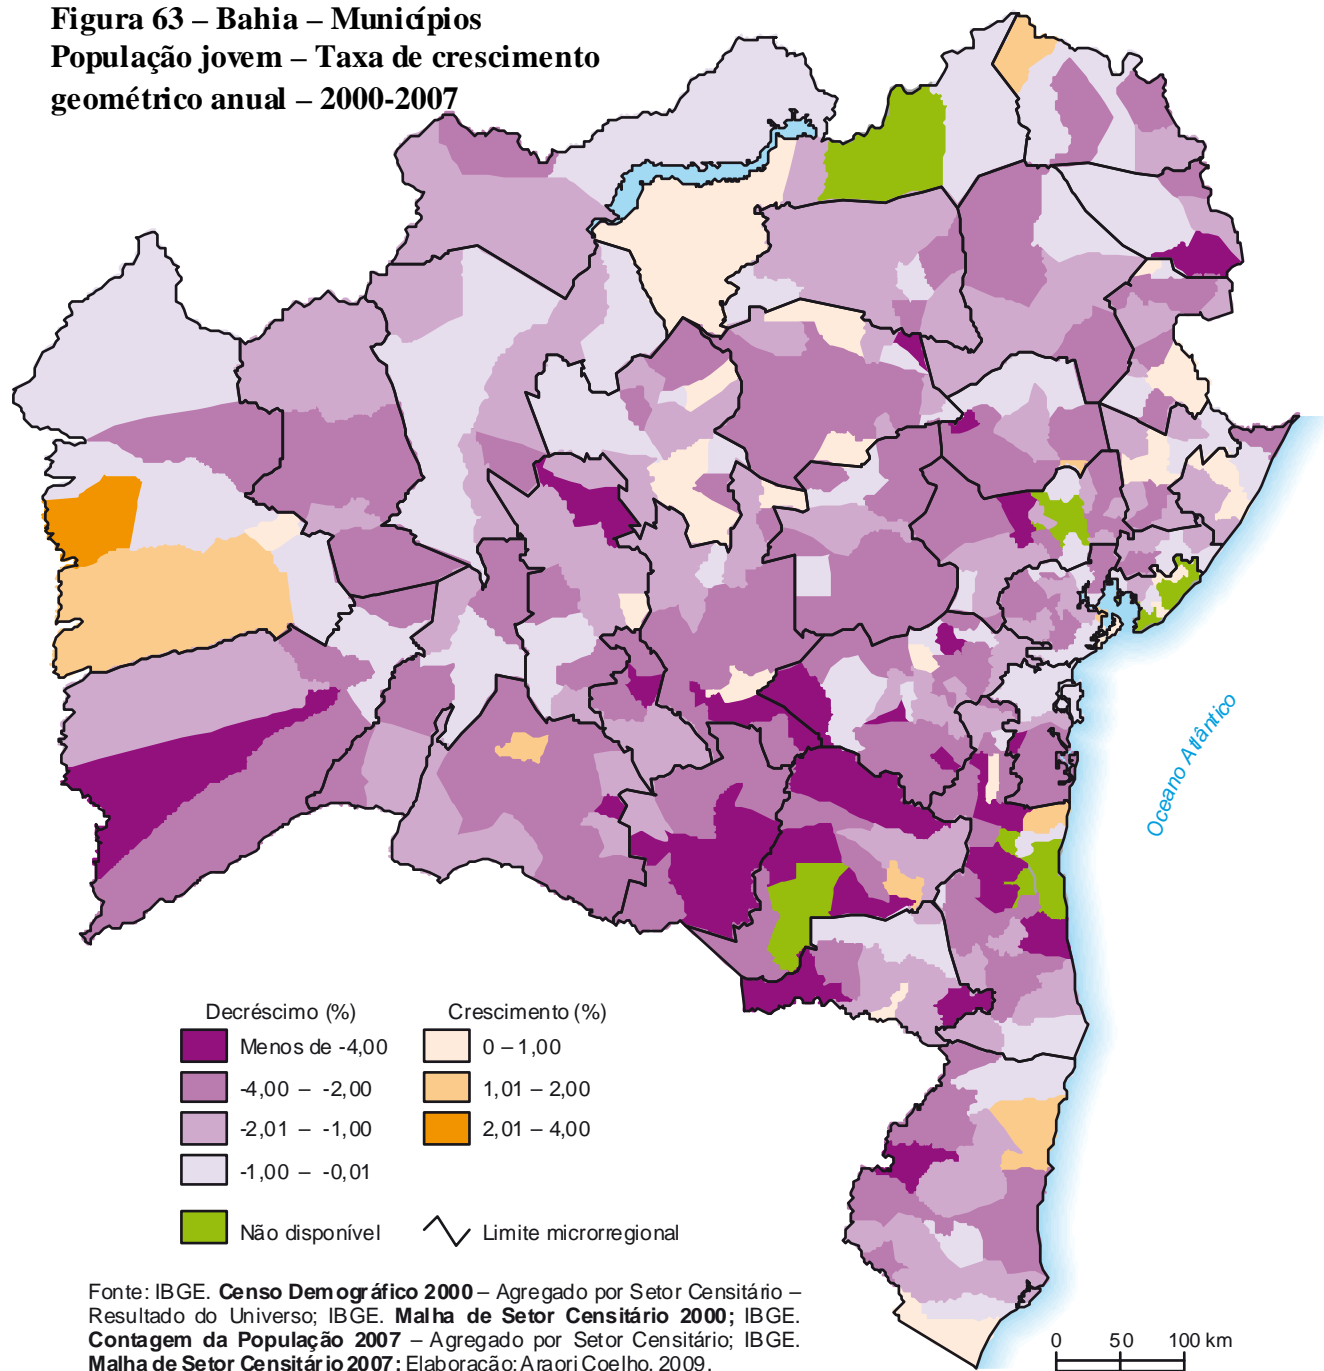 Figura 63 – Bahia – Municípios
População jovem – Taxa de crescimento
geométrico anual – 2000-2007
Oceano Atlântico
Decréscimo (%)
Menos de -4,00
-4,00 – -2,00
-2,01 – -1,00
-1,00 – -0,01
Crescimento (%)
0 – 1,00
1,01 – 2,00
2,01 – 4,00
Não disponível
Limite microrregional
Fonte: IBGE. Censo Demográfico 2000 – Agregado por Setor Censitário –
Resultado do Universo; IBGE. Malha de Setor Censitário 2000; IBGE.
Contagem da População 2007 – Agregado por Setor Censitário; IBGE.
Malha de Setor Censitário 2007; Elaboração: Araori Coelho, 2009.
0 50 100 km